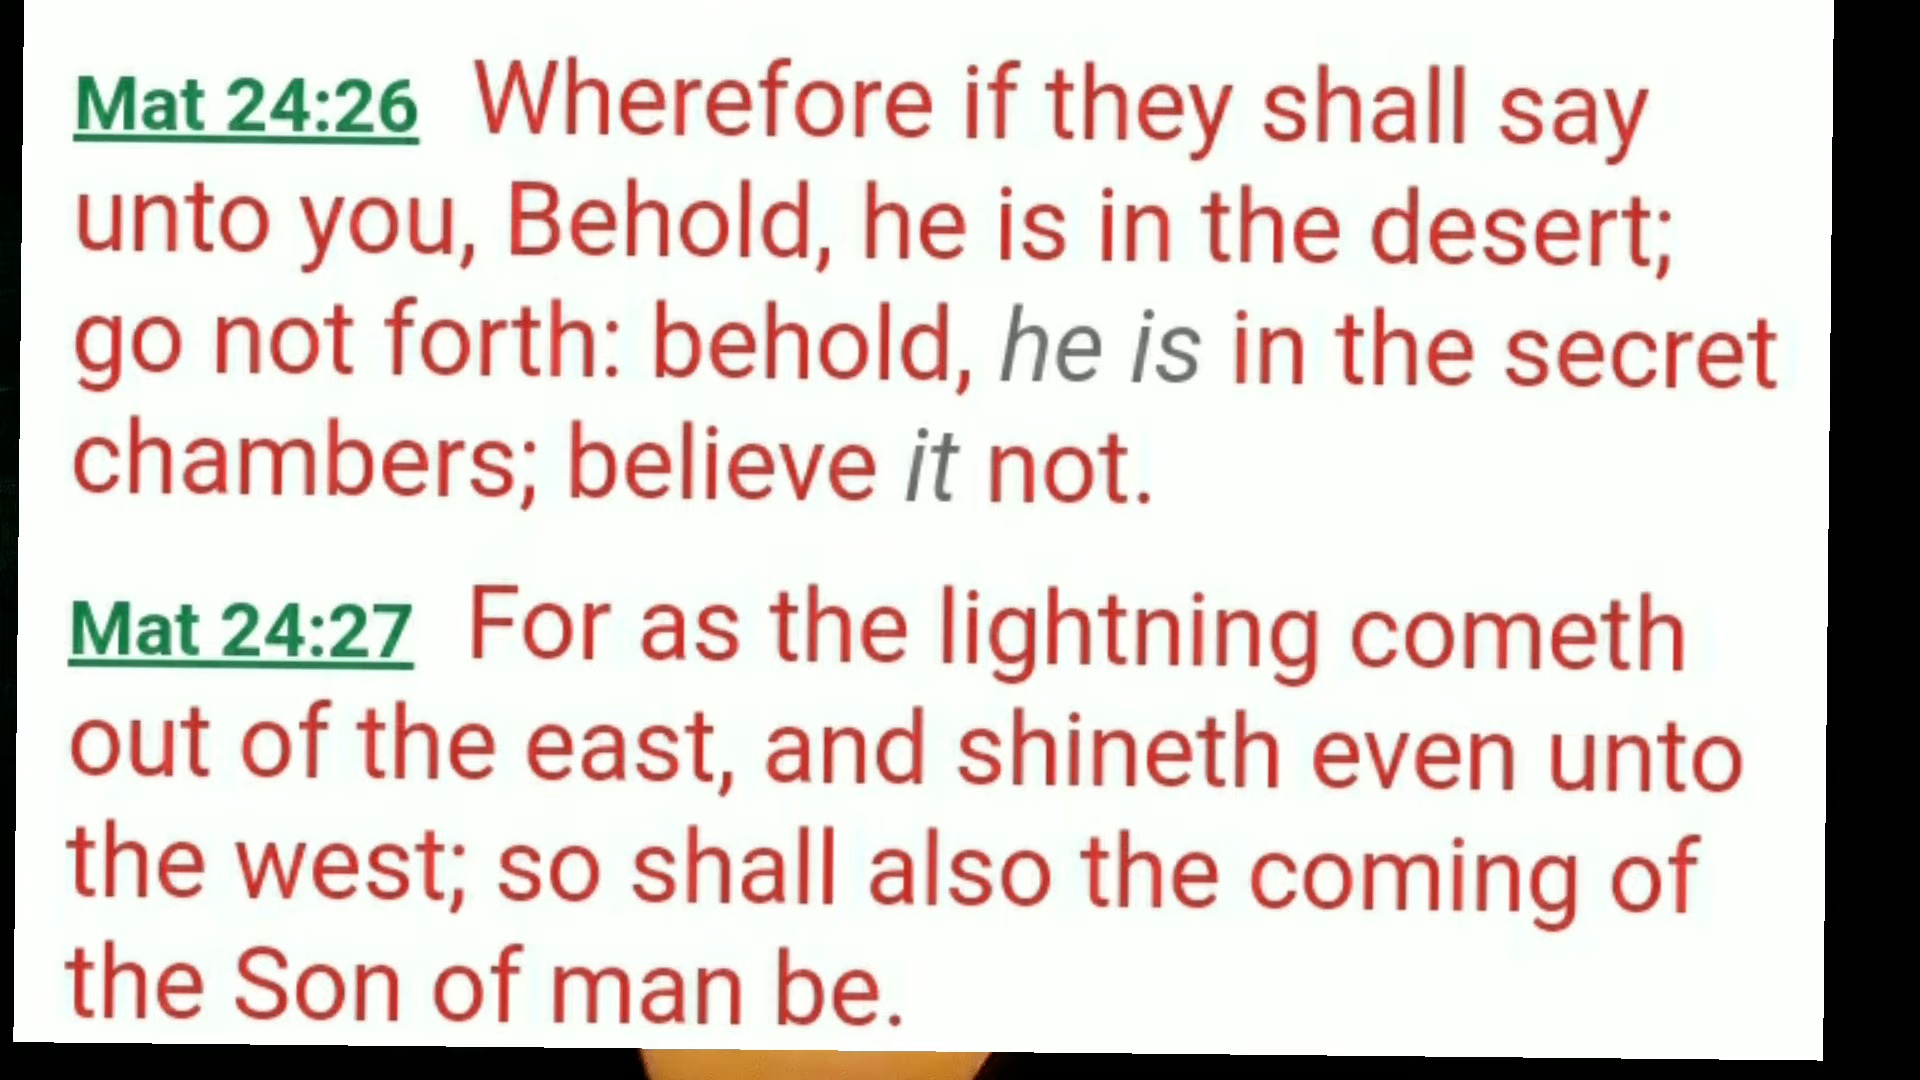 Mat 24:26 Wherefore if they shall say
unto you, Behold, he is in the desert;
go not forth: behold, he is in the secret
chambers; believe it not.
Mat 24:27 For as the lightning cometh
out of the east, and shineth even unto
the west; so shall also the coming of
the Son of man be.